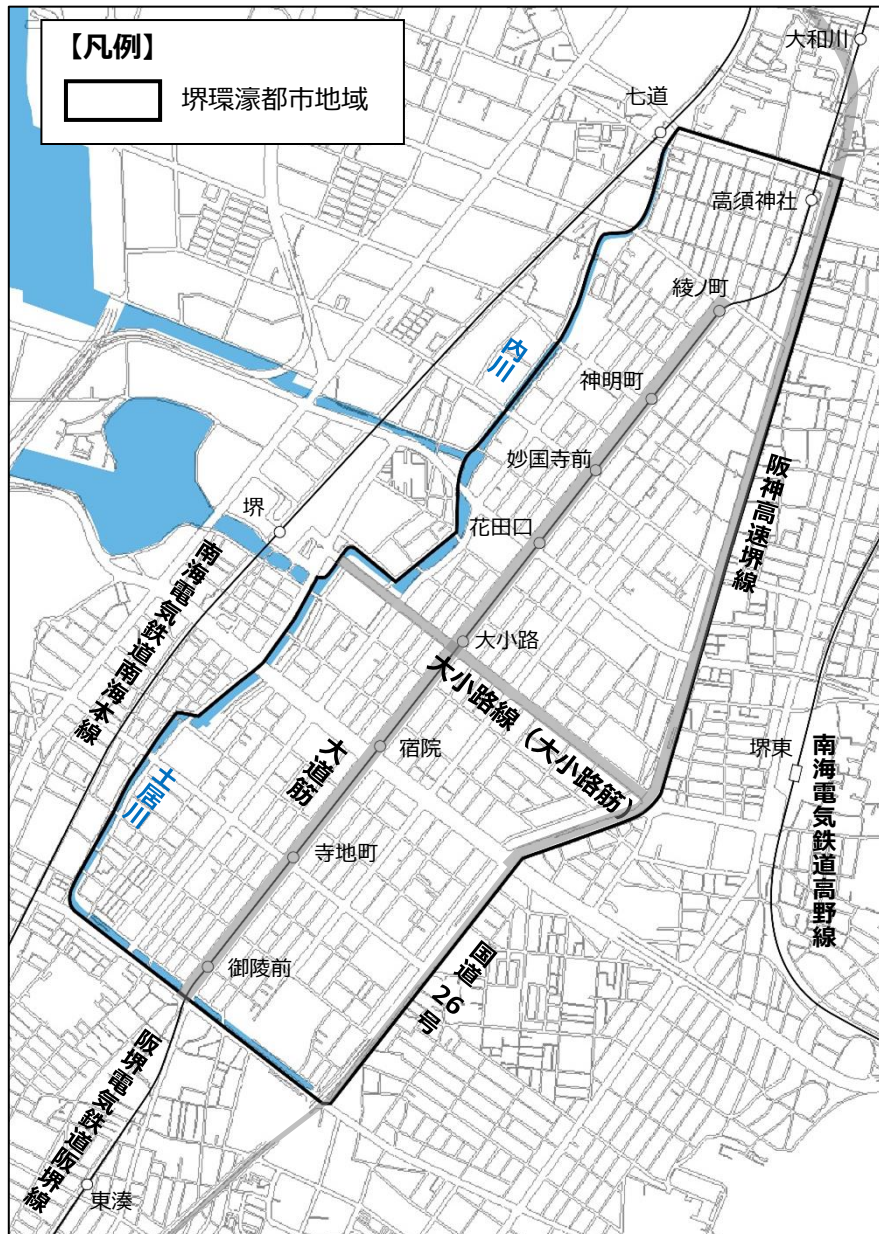 【凡例】
堺環濠都市地域
大和川
七道
高須神社
綾ノ町
内川
神明町
妙国寺前
阪神高速堺線
花田口
堺
南海電気鉄道南海本線
大小路
大小路線(大小路筋)
宿院
大道筋
堺東
南海電気鉄道高野線
土居川
寺地町
御陵前
国道26号
阪堺電気鉄道阪堺線
東湊